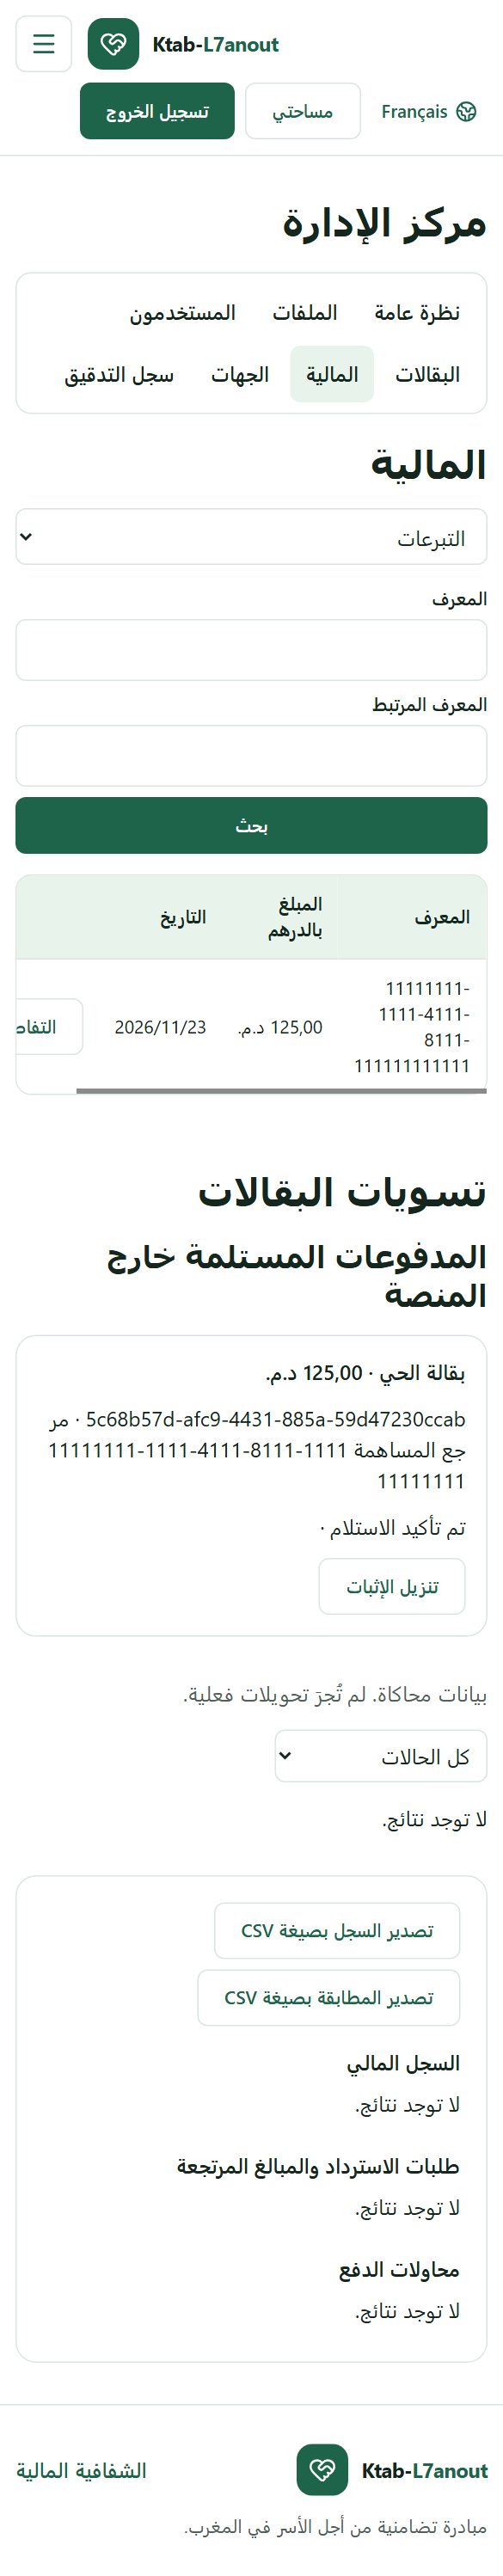 Ktab-L7anout
Français
مساحتي
تسجيل الخروج
مركز الإدارة
نظرة عامة
الملفات
المستخدمون
البقالات
المالية
الجهات
سجل التدقيق
المالية
التبرعات
المعرف
المعرف المرتبط
بحث
المعرف
المبلغ
بالدرهم
التاريخ
11111111-
1111-4111-
8111-
111111111111
125,00 د.م.
2026/11/23
التفاص
تسويات البقالات
المدفوعات المستلمة خارج
المنصة
بقالة الحي · 125,00 د.م.
5c68b57d-afc9-4431-885a-59d47230ccab · مر
جع المساهمة 11111111-1111-4111-8111-1111
11111111
تم تأكيد الاستلام ·
تنزيل الإثبات
بيانات محاكاة. لم تُجرَ تحويلات فعلية.
كل الحالات
لا توجد نتائج.
تصدير السجل بصيغة CSV
تصدير المطابقة بصيغة CSV
السجل المالي
لا توجد نتائج.
طلبات الاسترداد والمبالغ المرتجعة
لا توجد نتائج.
محاولات الدفع
لا توجد نتائج.
Ktab-L7anout
الشفافية المالية
مبادرة تضامنية من أجل الأسر في المغرب.